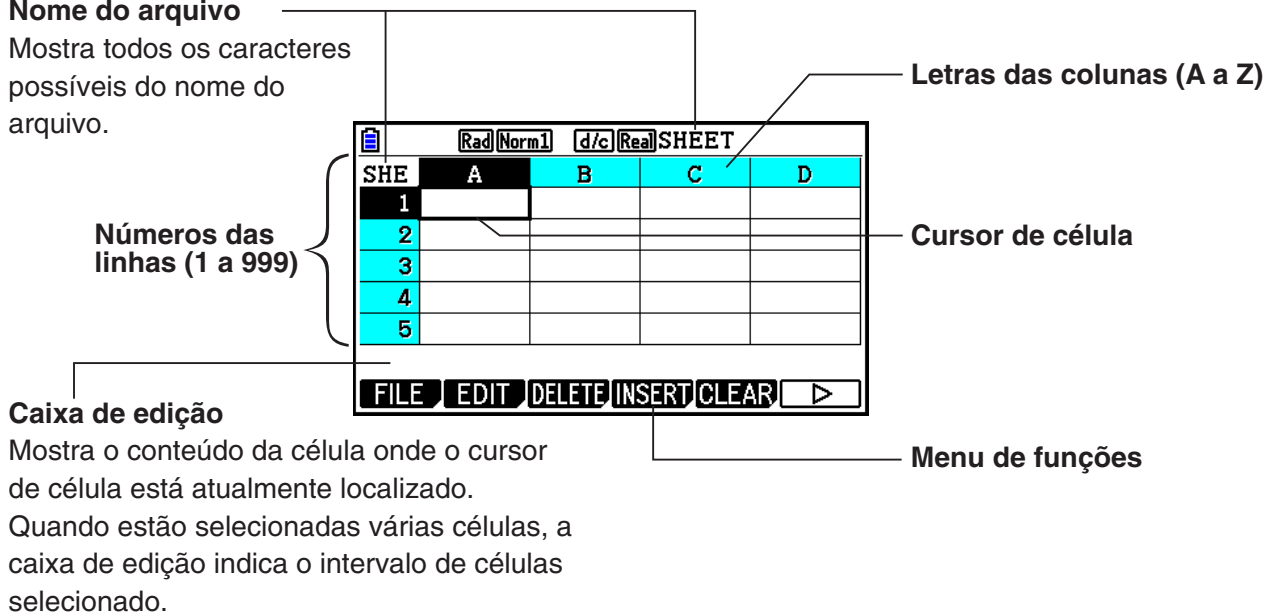 Nome do arquivo
Mostra todos os caracteres
possíveis do nome do
arquivo.
Letras das colunas (A a Z)
Rad Norm1 d/c Real SHEET
SHE A B C D
1
2
3
4
5
Números das
linhas (1 a 999)
Cursor de célula
FILE EDIT DELETE INSERT CLEAR
Caixa de edição
Mostra o conteúdo da célula onde o cursor
de célula está atualmente localizado.
Quando estão selecionadas várias células, a
caixa de edição indica o intervalo de células
selecionado.
Menu de funções